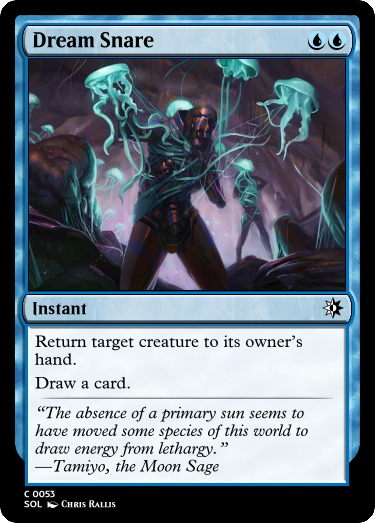 Dream Snare
Instant
Return target creature to its owner's
hand.
Draw a card.
“The absence of a primary sun seems to
have moved some species of this world to
draw energy from lethargy.”
—Tamiyo, the Moon Sage
C 0053
SOL Chris Rallis